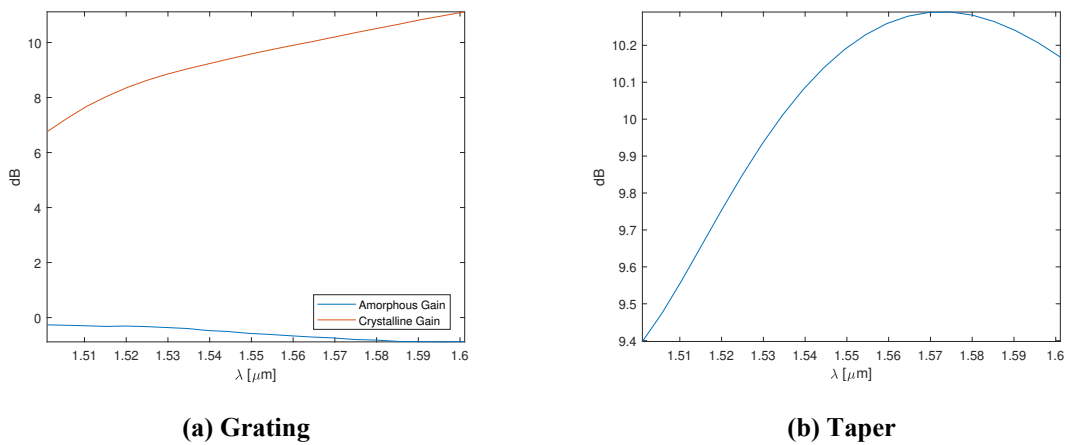 10
8
6
4
2
0
dB
Amorphous Gain
Crystalline Gain
1.51 1.52 1.53 1.54 1.55 1.56 1.57 1.58 1.59 1.6
λ [μm]
(a) Grating
10.2
10.1
10
9.9
9.8
9.7
9.6
9.5
9.4
dB
1.51 1.52 1.53 1.54 1.55 1.56 1.57 1.58 1.59 1.6
λ [μm]
(b) Taper